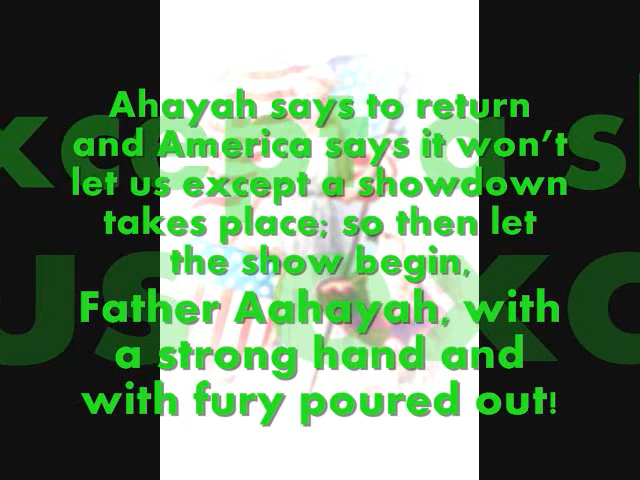 Ahayah says to return
and America says it won't
let us except a showdown
takes place; so then let
the show begin,
Father Aahayah, with
a strong hand and
with fury poured out!